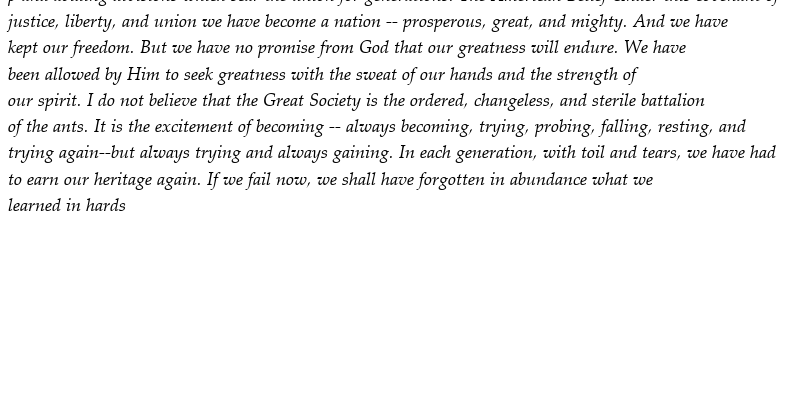 justice, liberty, and union we have become a nation -- prosperous, great, and mighty. And we have
kept our freedom. But we have no promise from God that our greatness will endure. We have
been allowed by Him to seek greatness with the sweat of our hands and the strength of
our spirit. I do not believe that the Great Society is the ordered, changeless, and sterile battalion
of the ants. It is the excitement of becoming -- always becoming, trying, probing, falling, resting, and
trying again--but always trying and always gaining. In each generation, with toil and tears, we have had
to earn our heritage again. If we fail now, we shall have forgotten in abundance what we
learned in hards